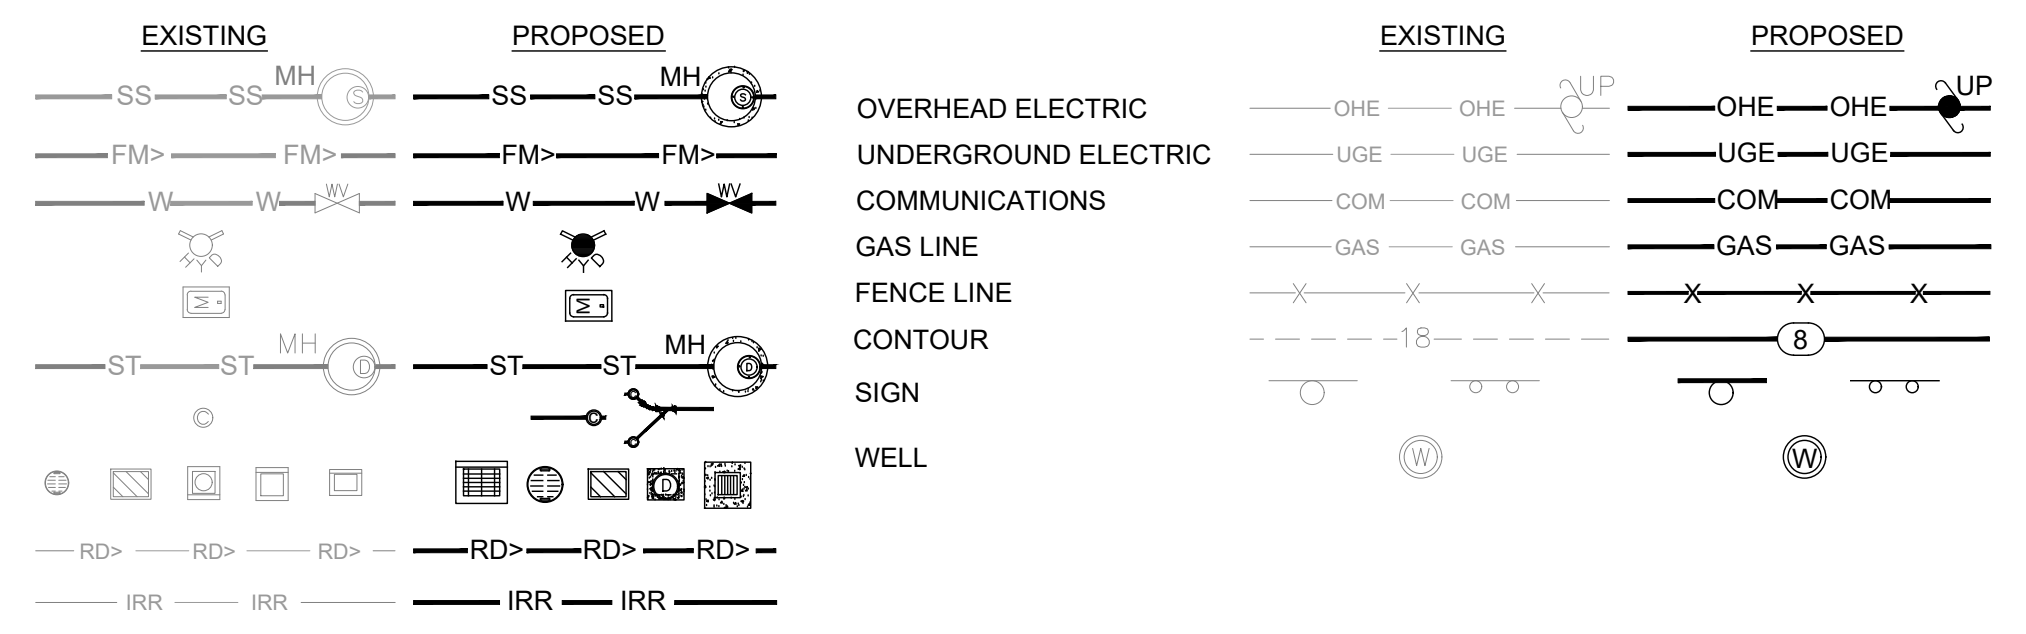 EXISTING PROPOSED
SS SS MH S SS SS MH S
FM> FM> FM> FM>
W W WV W W WV
HYD HYD
M M
ST ST MH D ST ST MH D
C C
D
RD> RD> RD> RD> RD> RD>
IRR IRR IRR IRR
EXISTING PROPOSED
OVERHEAD ELECTRIC OHE OHE UP OHE OHE UP
UNDERGROUND ELECTRIC UGE UGE UGE UGE
COMMUNICATIONS COM COM COM COM
GAS LINE GAS GAS GAS GAS
FENCE LINE X X X X X X
CONTOUR 18 8
SIGN
WELL W W